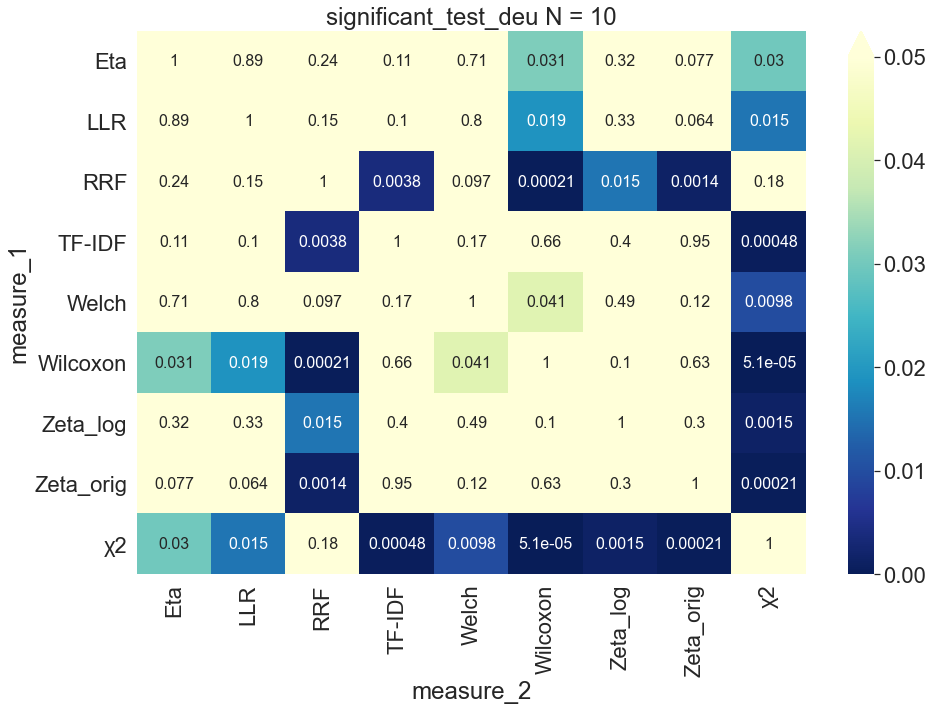 significant_test_deu N = 10
Eta 1 0.89 0.24 0.11 0.71 0.031 0.32 0.077 0.03
LLR 0.89 1 0.15 0.1 0.8 0.019 0.33 0.064 0.015
RRF 0.24 0.15 1 0.0038 0.097 0.00021 0.015 0.0014 0.18
TF-IDF 0.11 0.1 0.0038 1 0.17 0.66 0.4 0.95 0.00048
Welch 0.71 0.8 0.097 0.17 1 0.041 0.49 0.12 0.0098
Wilcoxon 0.031 0.019 0.00021 0.66 0.041 1 0.1 0.63 5.1e-05
Zeta_log 0.32 0.33 0.015 0.4 0.49 0.1 1 0.3 0.0015
Zeta_orig 0.077 0.064 0.0014 0.95 0.12 0.63 0.3 1 0.00021
χ2 0.03 0.015 0.18 0.00048 0.0098 5.1e-05 0.0015 0.00021 1
Eta LLR RRF TF-IDF Welch Wilcoxon Zeta_log Zeta_orig χ2
measure_2
measure_1
0.05
0.04
0.03
0.02
0.01
0.00